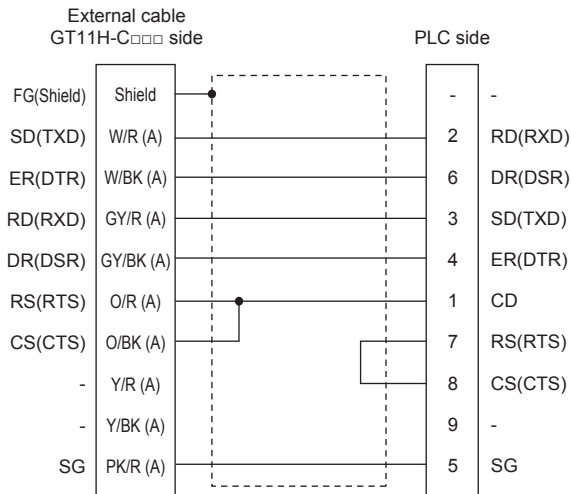 External cable
GT11H-C□□□ side PLC side
FG(Shield) Shield - -
SD(TXD) W/R (A) 2 RD(RXD)
ER(DTR) W/BK (A) 6 DR(DSR)
RD(RXD) GY/R (A) 3 SD(TXD)
DR(DSR) GY/BK (A) 4 ER(DTR)
RS(RTS) O/R (A) 1 CD
CS(CTS) O/BK (A) 7 RS(RTS)
- Y/R (A) 8 CS(CTS)
- Y/BK (A) 9 -
SG PK/R (A) 5 SG